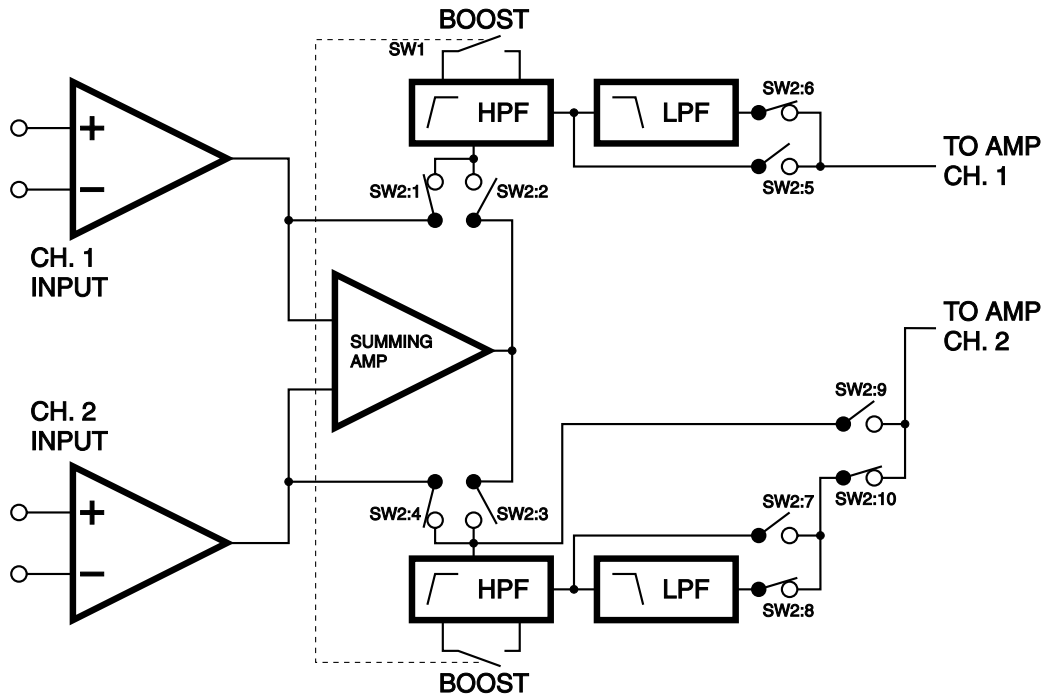 BOOST
SW1
HPF
LPF
SW2:6
SW2:5
TO AMP
CH. 1
+
−
SW2:1
SW2:2
CH. 1
INPUT
SUMMING
AMP
TO AMP
CH. 2
SW2:9
CH. 2
INPUT
SW2:10
+
−
SW2:4
SW2:3
SW2:7
HPF
LPF
SW2:8
BOOST